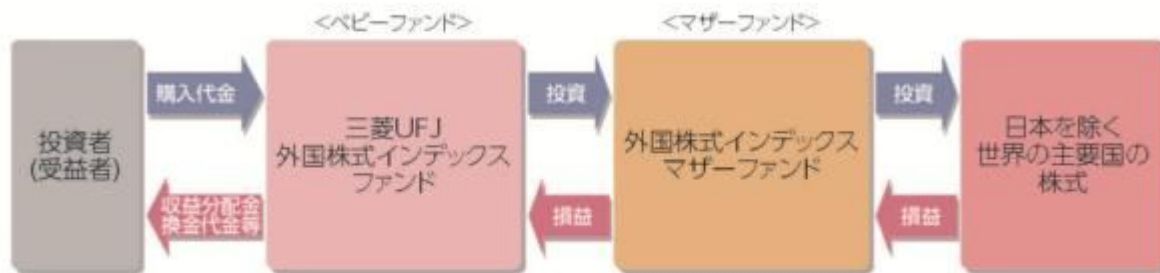 <ベビーファンド>
<マザーファンド>
投資者
(受益者)
購入代金
収益分配金
換金代金等
三菱UFJ
外国株式インデックス
ファンド
投資
損益
外国株式インデックス
マザーファンド
投資
損益
日本を除く
世界の主要国の
株式